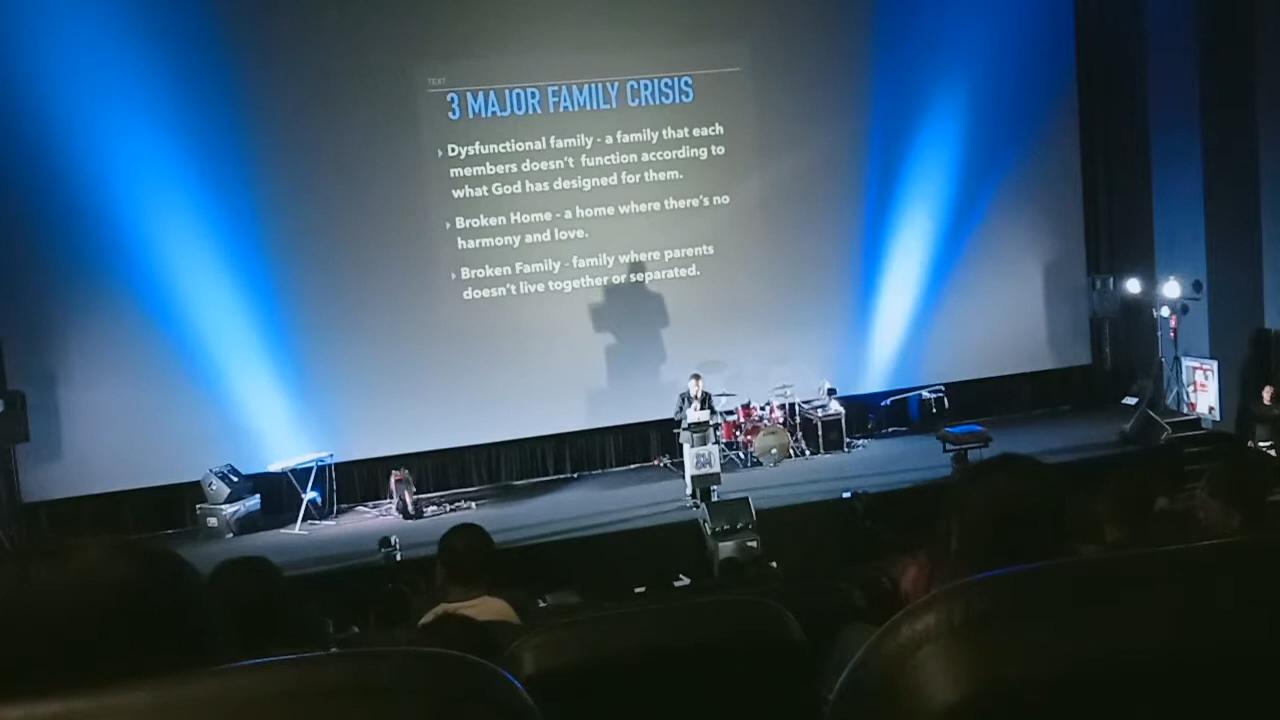 TEXT
3 MAJOR FAMILY CRISIS
Dysfunctional family - a family that each
members doesn't function according to
what God has designed for them.
Broken Home - a home where there's no
harmony and love.
Broken Family - family where parents
doesn't live together or separated.